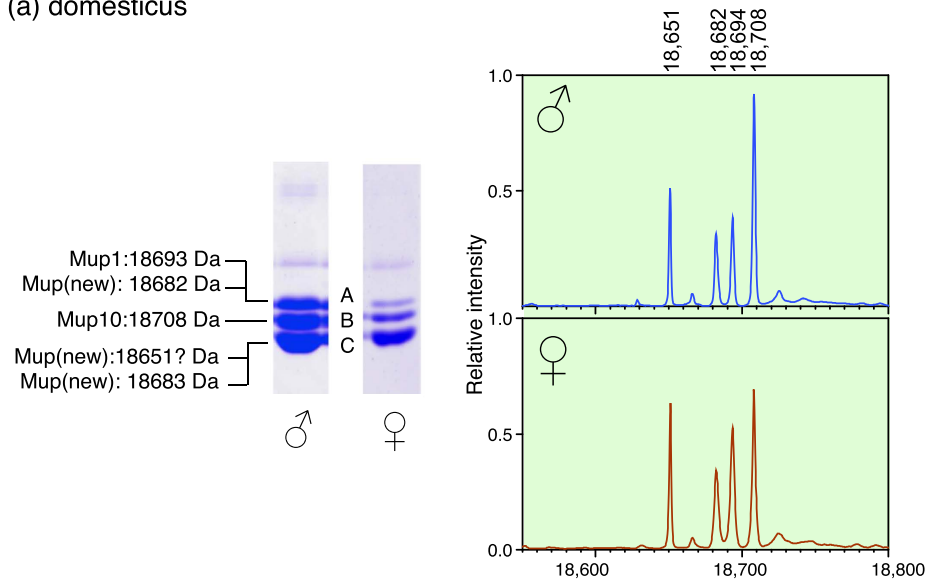 (a) domesticus
18,651
18,682
18,694
18,708
1.0
0.5
Mup1:18693 Da
Mup(new): 18682 Da
Mup10:18708 Da
Mup(new):18651? Da
Mup(new): 18683 Da
A
B
C
Relative intensity
0.0
1.0
0.5
0.0
18,600
18,700
18,800